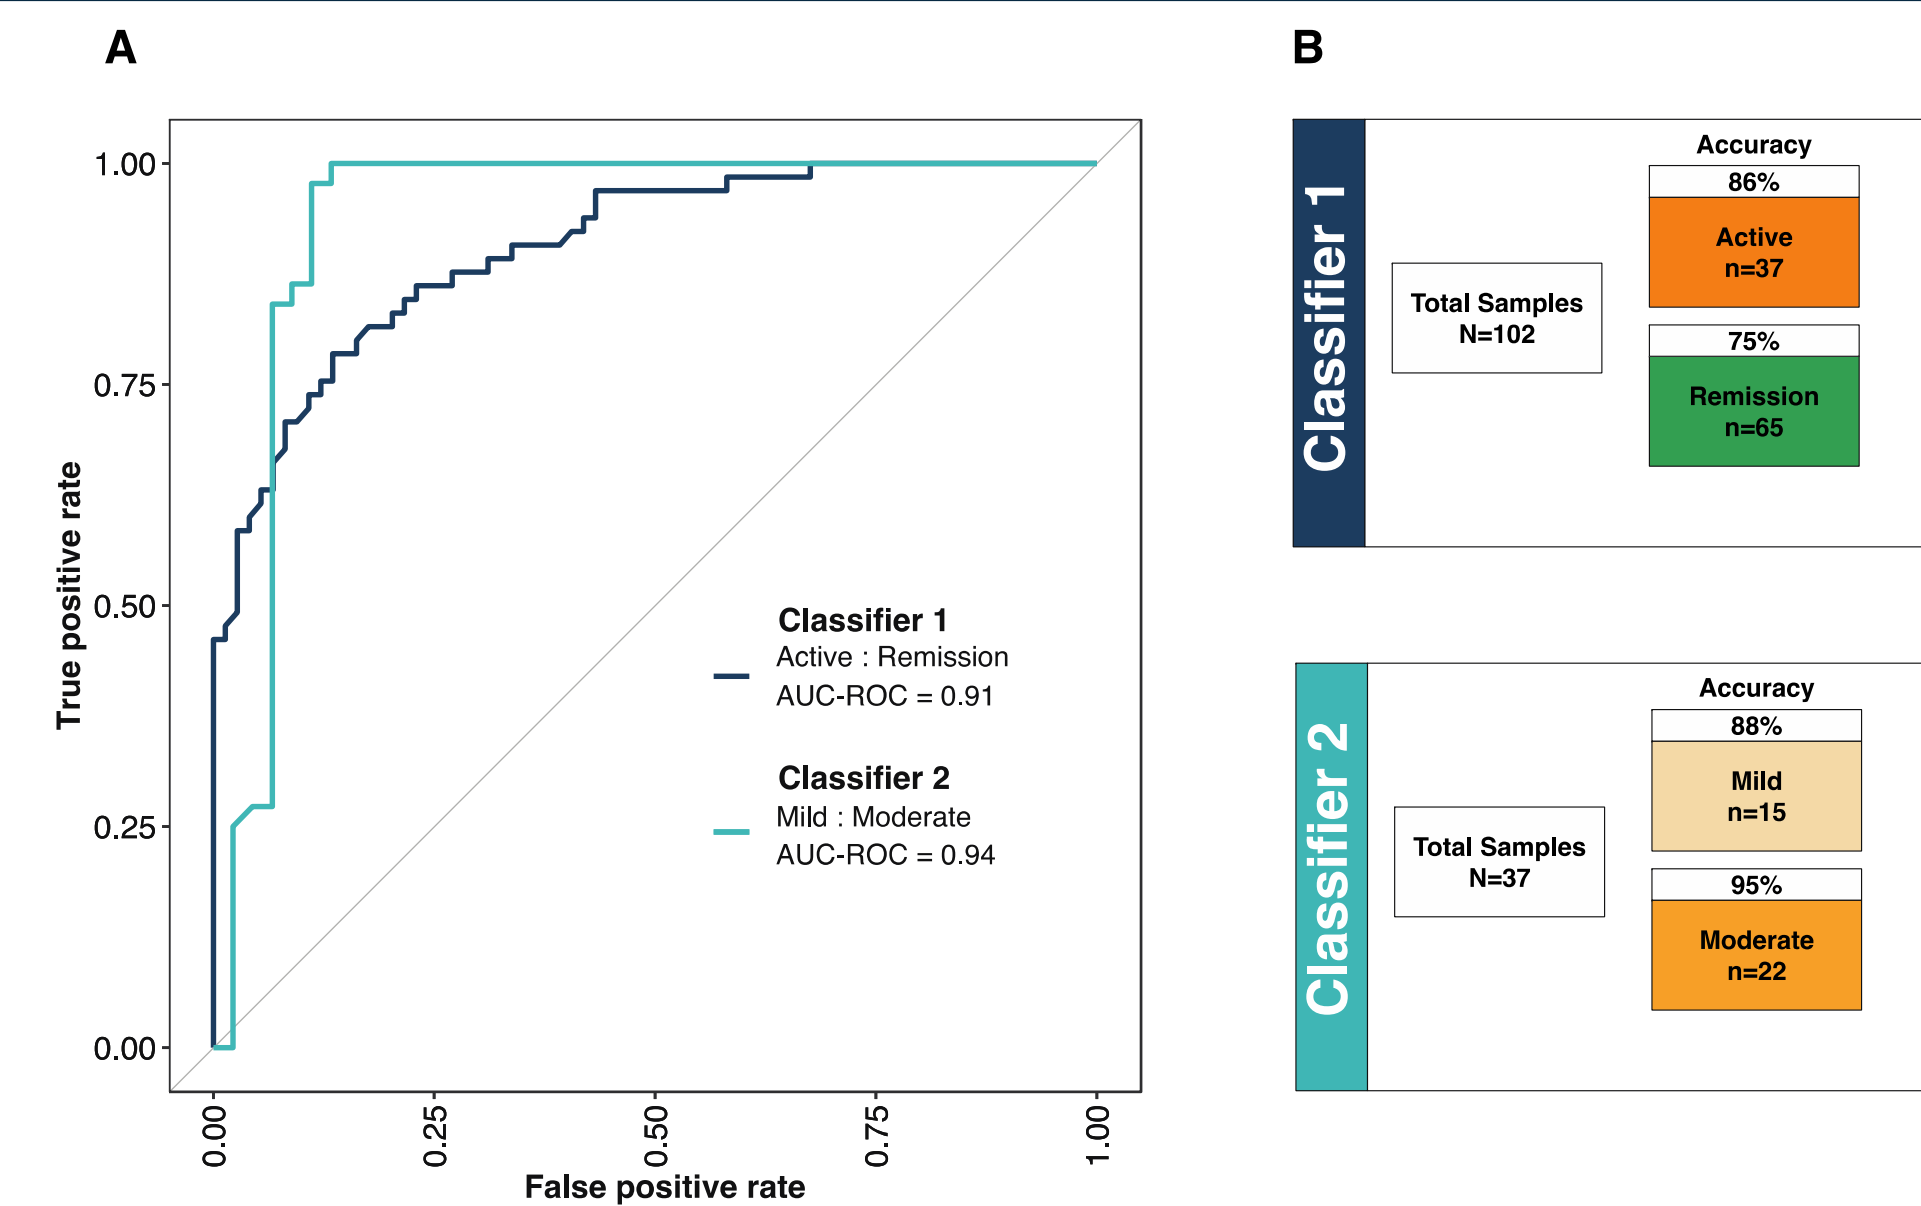 A
1.00
0.75
0.50
0.25
0.00
True positive rate
0.00
0.25
0.50
0.75
1.00
False positive rate
Classifier 1
Active : Remission
AUC-ROC = 0.91
Classifier 2
Mild : Moderate
AUC-ROC = 0.94
B
Classifier 1
Total Samples
N=102
Accuracy
86%
Active
n=37
75%
Remission
n=65
Classifier 2
Total Samples
N=37
Accuracy
88%
Mild
n=15
95%
Moderate
n=22